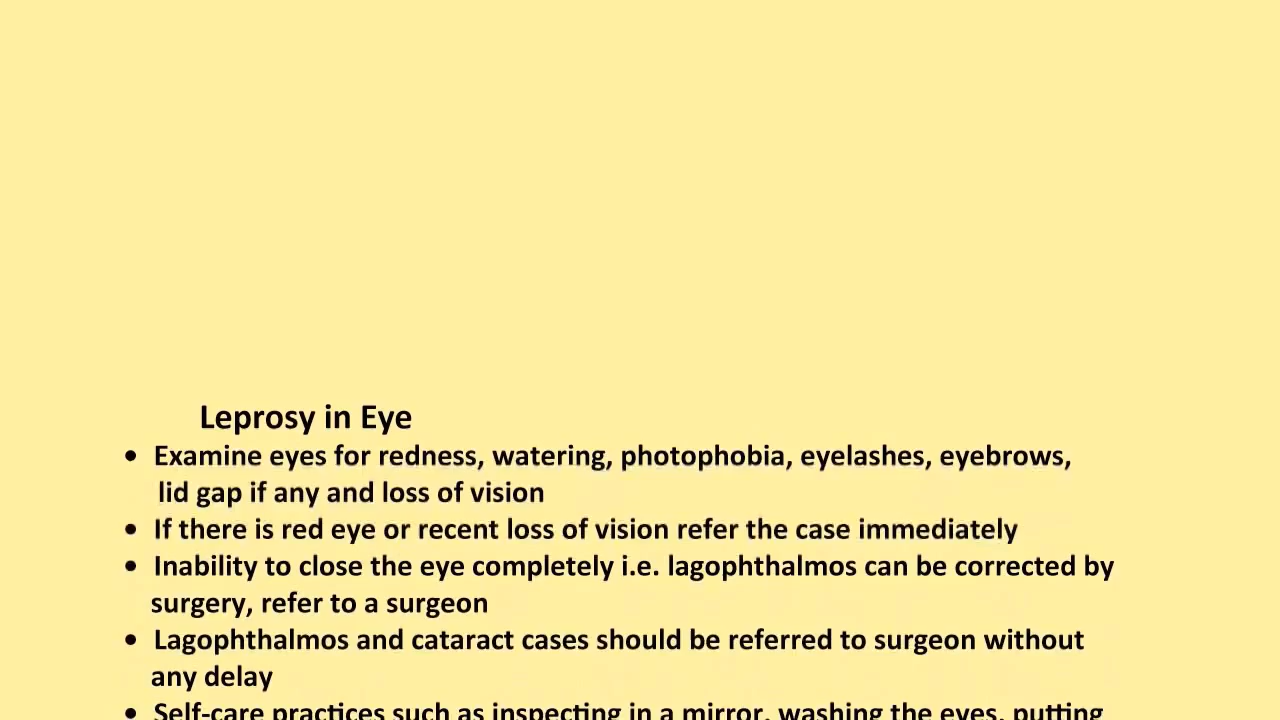 Leprosy in Eye
• Examine eyes for redness, watering, photophobia, eyelashes, eyebrows,
lid gap if any and loss of vision
• If there is red eye or recent loss of vision refer the case immediately
• Inability to close the eye completely i.e. lagophthalmos can be corrected by
surgery, refer to a surgeon
• Lagophthalmos and cataract cases should be referred to surgeon without
any delay
• Self-care practices such as inspecting in a mirror, washing the eyes, putting